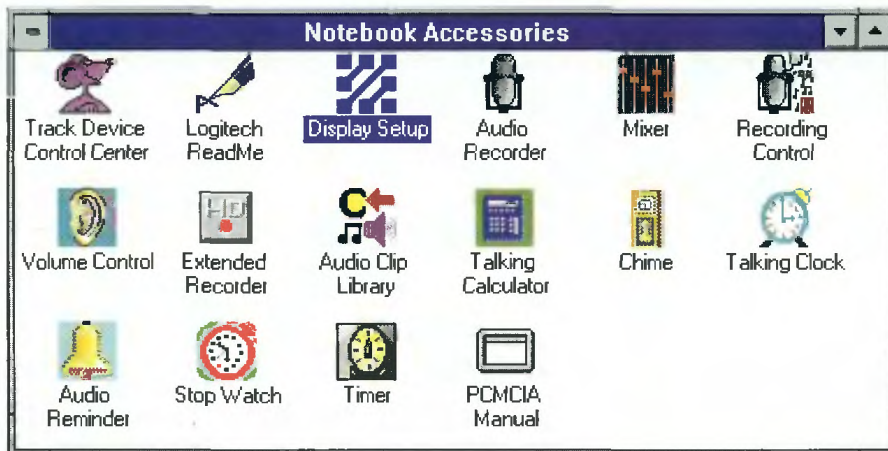 Notebook Accessories
Track Device Control Center
Logitech ReadMe
Display Setup
Audio Recorder
Mixer
Recording Control
Volume Control
HD
Extended Recorder
Audio Clip Library
Talking Calculator
Chime
Talking Clock
Audio Reminder
Stop Watch
Timer
PCMCIA Manual